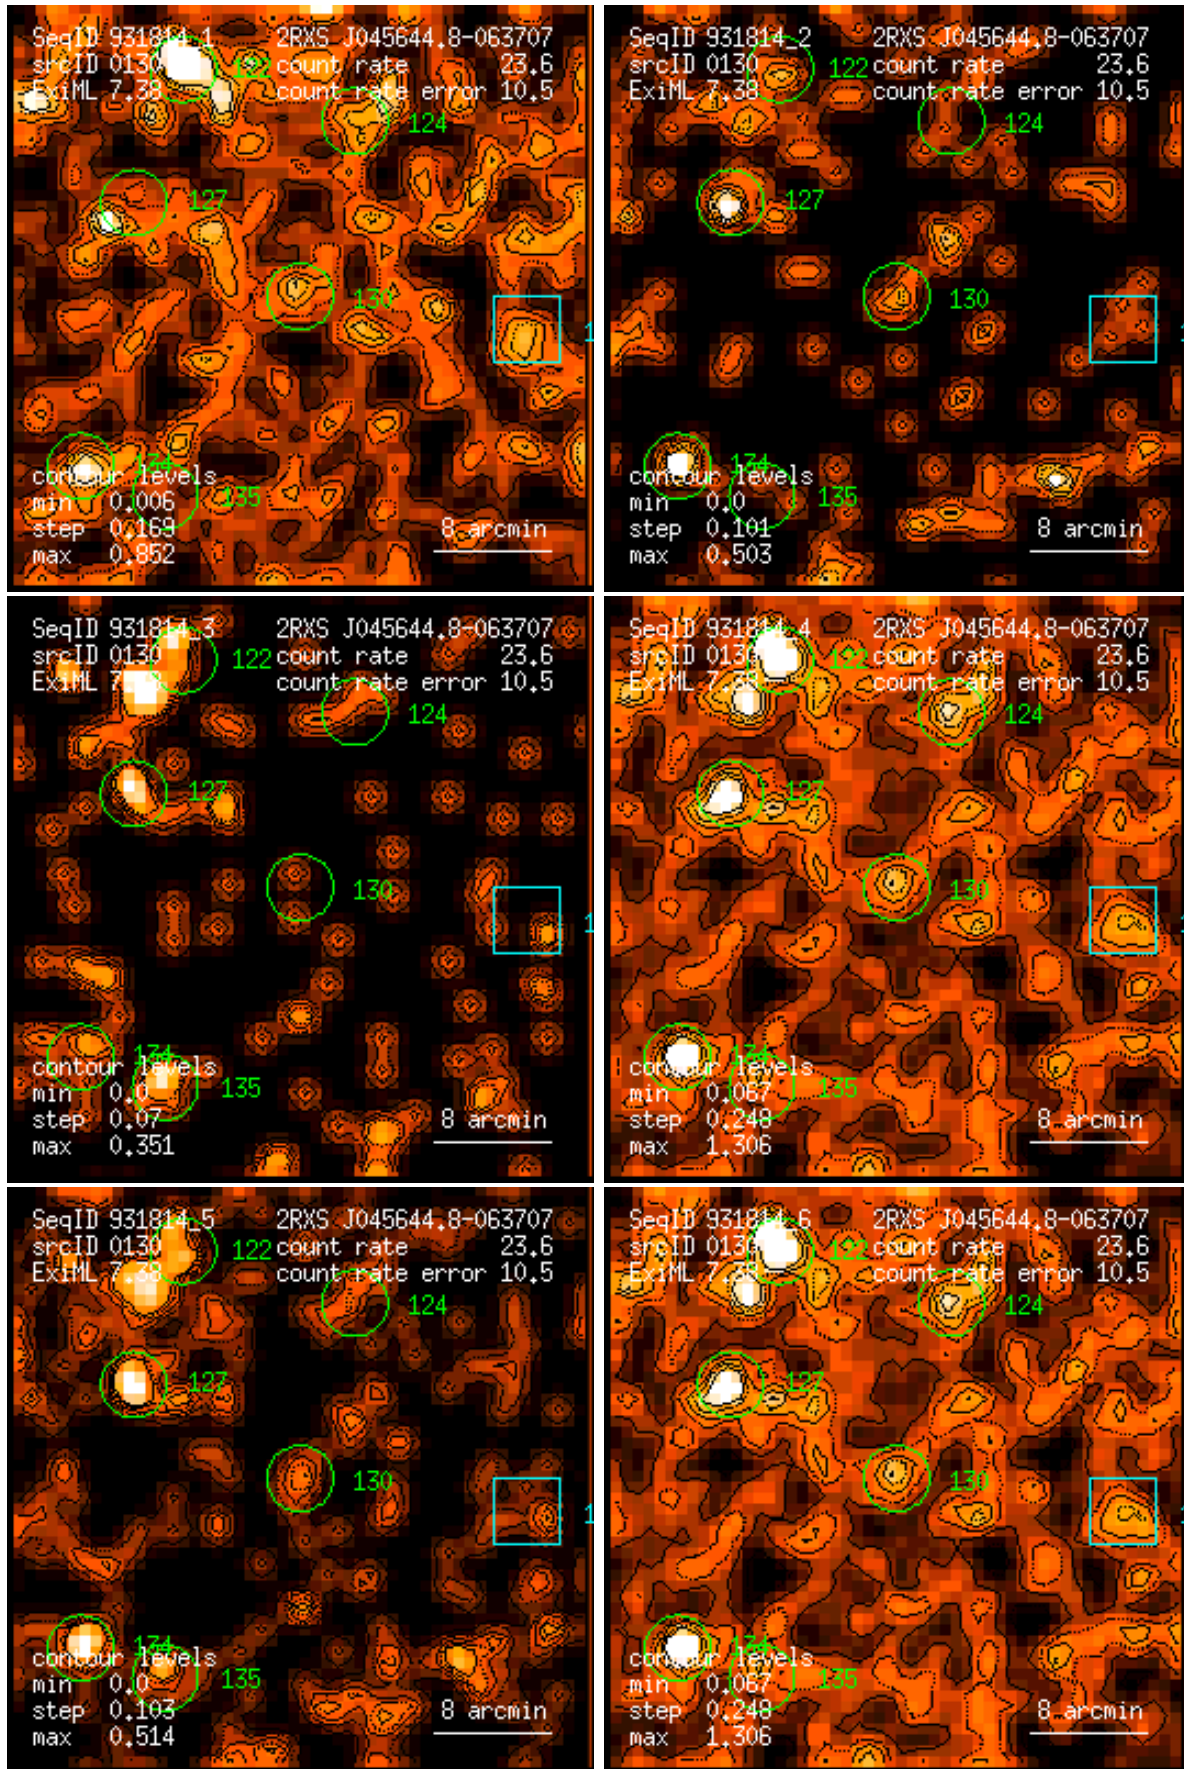 SeqID 931814_1 2RXS J045644.8-063707
srcID 0130 122 count rate 23.6
ExiML 7.38 count rate error 10.5
124
127
130
1
contour levels 134
min 0.006 135
step 0.169 8 arcmin
max 0.852
SeqID 931814_2 2RXS J045644.8-063707
srcID 0130 122 count rate 23.6
ExiML 7.38 count rate error 10.5
124
127
130
1
contour levels 134
min 0.0 135
step 0.101 8 arcmin
max 0.503
SeqID 931814_3 2RXS J045644.8-063707
srcID 0130 122 count rate 23.6
ExiML 7.38 count rate error 10.5
124
127
130
1
contour levels 134
min 0.0 135
step 0.07 8 arcmin
max 0.351
SeqID 931814_4 2RXS J045644.8-063707
srcID 0130 122 count rate 23.6
ExiML 7.38 count rate error 10.5
124
127
130
1
contour levels 134
min 0.067 135
step 0.248 8 arcmin
max 1.306
SeqID 931814_5 2RXS J045644.8-063707
srcID 0130 122 count rate 23.6
ExiML 7.38 count rate error 10.5
124
127
130
1
contour levels 134
min 0.0 135
step 0.103 8 arcmin
max 0.514
SeqID 931814_6 2RXS J045644.8-063707
srcID 0130 122 count rate 23.6
ExiML 7.38 count rate error 10.5
124
127
130
1
contour levels 134
min 0.067 135
step 0.248 8 arcmin
max 1.306